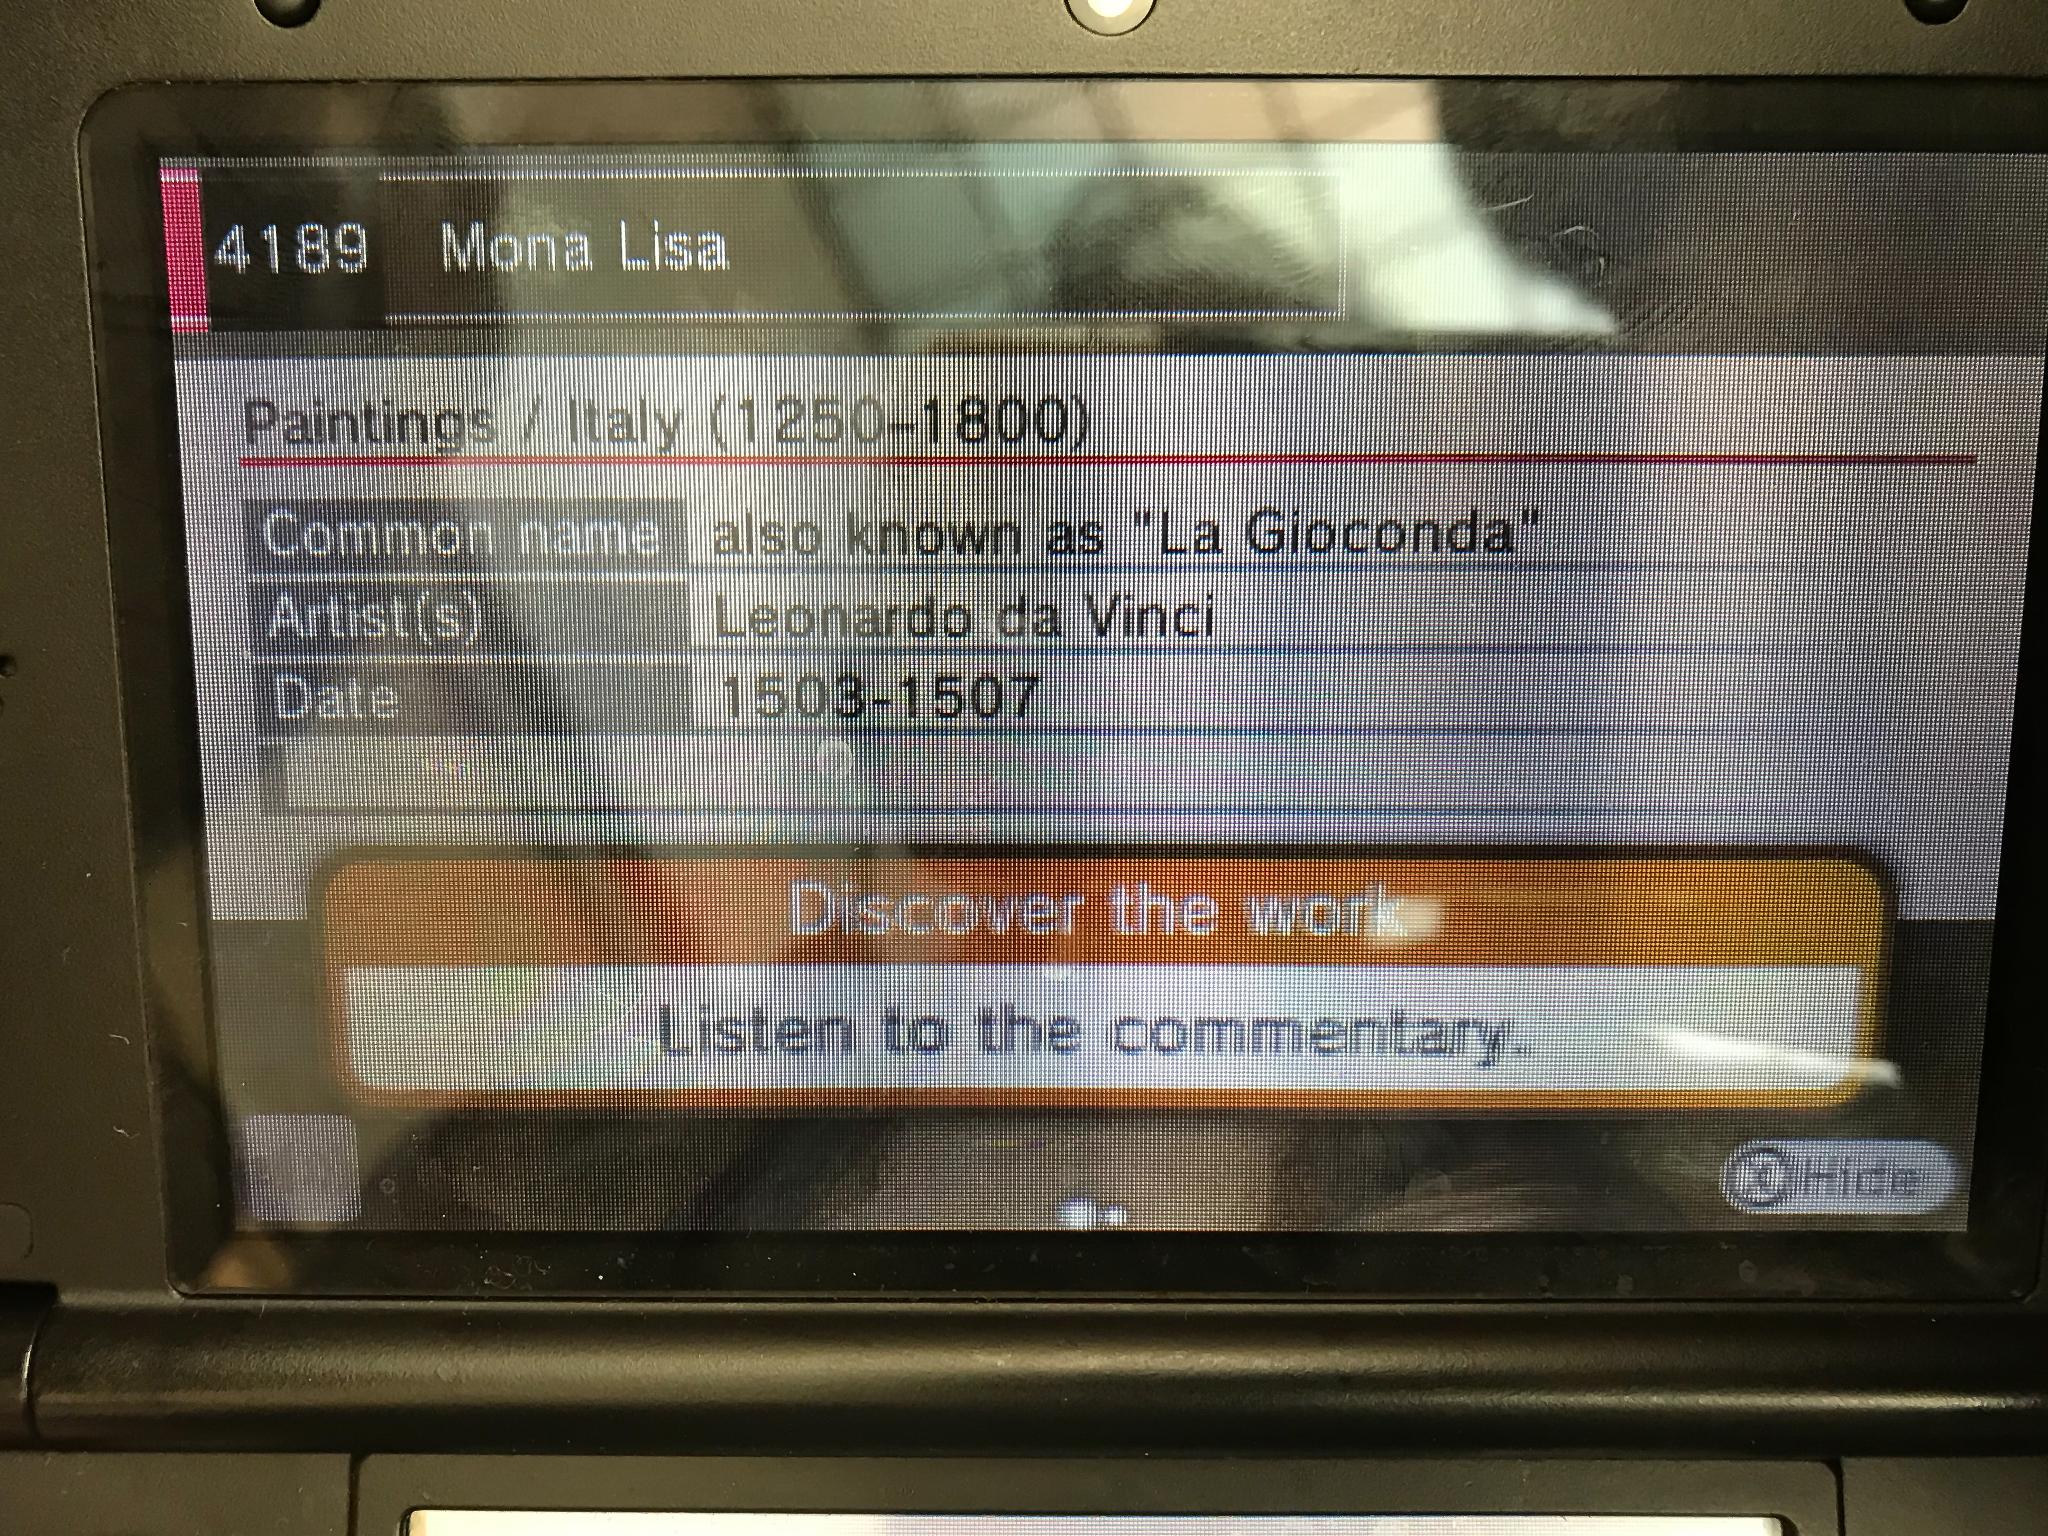 4189 Mona Lisa
Paintings / Italy (1250-1800)
Common name also known as "La Gioconda"
Artist(s) Leonardo da Vinci
Date 1503-1507
Discover the work
Listen to the commentary.
Hide